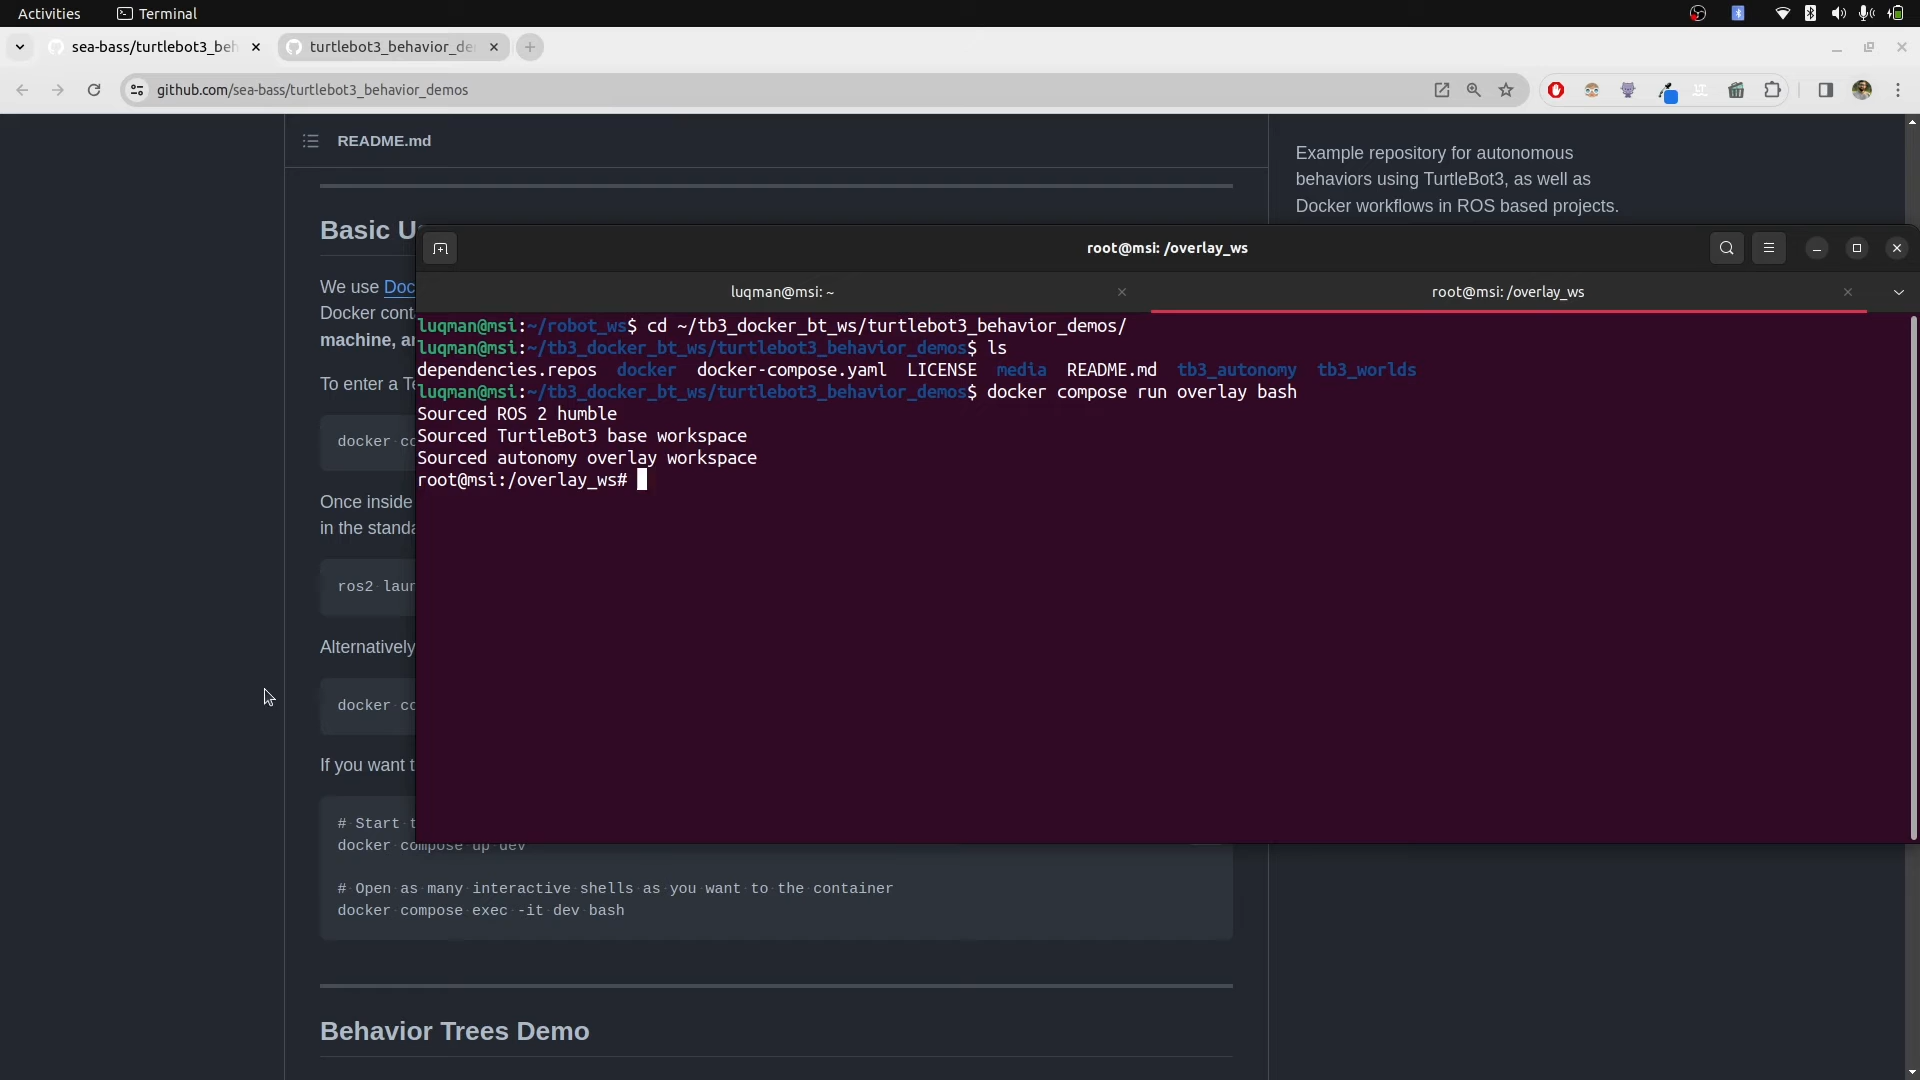 Activities
Terminal
sea-bass/turtlebot3_beh
turtlebot3_behavior_de
github.com/sea-bass/turtlebot3_behavior_demos
README.md
Example repository for autonomous
behaviors using TurtleBot3, as well as
Docker workflows in ROS based projects.
Basic U
We use Doc
Docker cont
machine, an
To enter a Te
docker co
Once inside
in the standa
ros2 laun
Alternatively
docker co
If you want t
# Start t
docker compose up dev
# Open as many interactive shells as you want to the container
docker compose exec -it dev bash
Behavior Trees Demo
root@msi: /overlay_ws
luqman@msi: ~
root@msi: /overlay_ws
luqman@msi:~/robot_ws$ cd ~/tb3_docker_bt_ws/turtlebot3_behavior_demos/
luqman@msi:~/tb3_docker_bt_ws/turtlebot3_behavior_demos$ ls
dependencies.repos docker docker-compose.yaml LICENSE media README.md tb3_autonomy tb3_worlds
luqman@msi:~/tb3_docker_bt_ws/turtlebot3_behavior_demos$ docker compose run overlay bash
Sourced ROS 2 humble
Sourced TurtleBot3 base workspace
Sourced autonomy overlay workspace
root@msi:/overlay_ws#